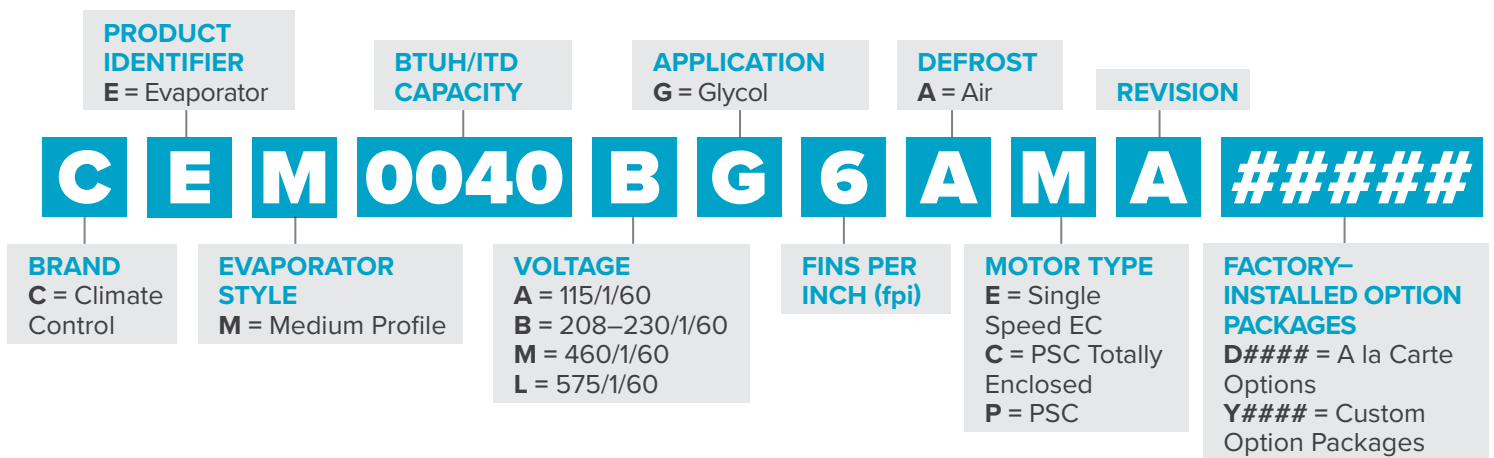 PRODUCT
IDENTIFIER
E = Evaporator
BTUH/ITD
CAPACITY
APPLICATION
G = Glycol
DEFROST
A = Air
REVISION
C E M 0040 B G 6 A M A #####
BRAND
C = Climate
Control
EVAPORATOR
STYLE
M = Medium Profile
VOLTAGE
A = 115/1/60
B = 208–230/1/60
M = 460/1/60
L = 575/1/60
FINS PER
INCH (fpi)
MOTOR TYPE
E = Single
Speed EC
C = PSC Totally
Enclosed
P = PSC
FACTORY–
INSTALLED OPTION
PACKAGES
D#### = A la Carte
Options
Y#### = Custom
Option Packages